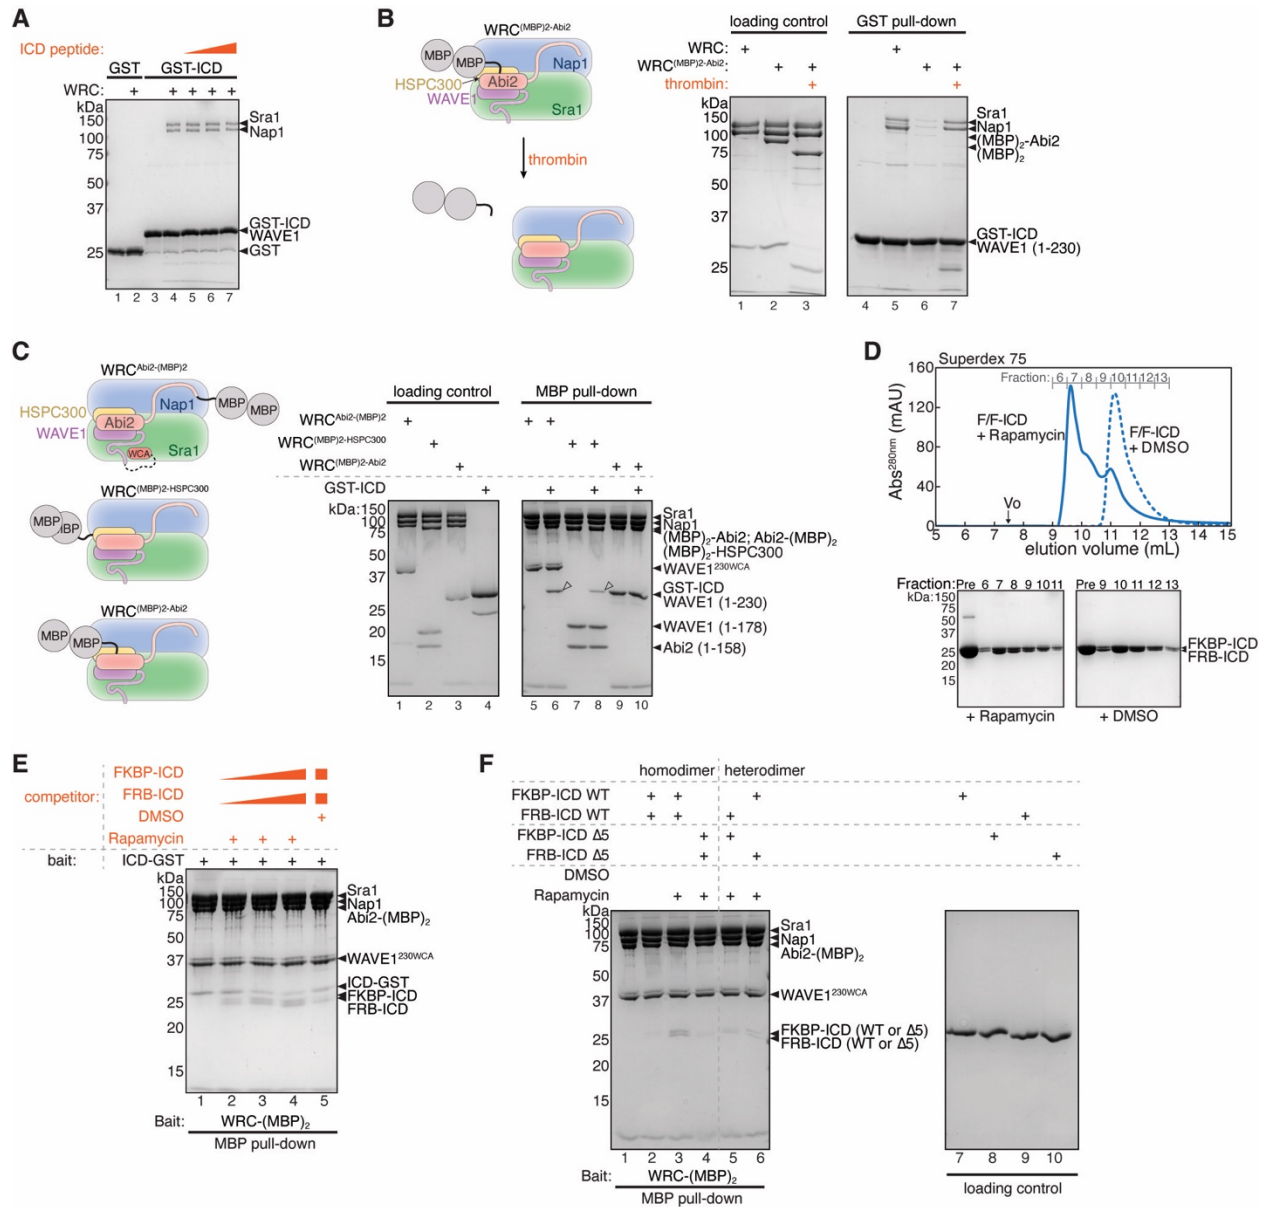 A
ICD peptide:
GST GST-ICD
WRC: + + + + +
kDa
150
100
75
50
37
25
Sra1
Nap1
GST-ICD
WAVE1
GST
1 2 3 4 5 6 7
B
WRC(MBP)2-Abi2
MBP MBP
Nap1
HSPC300
Abi2
WAVE1
Sra1
thrombin
loading control GST pull-down
WRC: + +
WRC(MBP)2-Abi2: + + + +
thrombin: + +
kDa
150
100
75
50
37
25
Sra1
Nap1
(MBP)2-Abi2
(MBP)2
GST-ICD
WAVE1 (1-230)
1 2 3 4 5 6 7
C
WRCAbi2-(MBP)2
Nap1 MBP MBP
HSPC300
Abi2
WAVE1
WCA
Sra1
WRC(MBP)2-HSPC300
MBP MBP
WRC(MBP)2-Abi2
MBP MBP
loading control MBP pull-down
WRCAbi2-(MBP)2 + + +
WRC(MBP)2-HSPC300 + + +
WRC(MBP)2-Abi2 + + +
GST-ICD + + + +
kDa:150
100
75
50
37
25
20
15
Sra1
Nap1
(MBP)2-Abi2; Abi2-(MBP)2
(MBP)2-HSPC300
WAVE1230WCA
GST-ICD
WAVE1 (1-230)
WAVE1 (1-178)
Abi2 (1-158)
1 2 3 4 5 6 7 8 9 10
D
Superdex 75
160
120
80
40
0
Abs280nm (mAU)
Fraction: 6 7 8 9 10 11 12 13
F/F-ICD
+ Rapamycin
F/F-ICD
+ DMSO
Vo
5 6 7 8 9 10 11 12 13 14 15
elution volume (mL)
Fraction: Pre 6 7 8 9 10 11 Pre 9 10 11 12 13
kDa:150
75
50
37
25
20
15
FKBP-ICD
FRB-ICD
+ Rapamycin + DMSO
E
competitor:
FKBP-ICD
FRB-ICD
DMSO +
Rapamycin + + +
bait: ICD-GST + + + + +
kDa
150
100
75
50
37
25
20
15
Sra1
Nap1
Abi2-(MBP)2
WAVE1230WCA
ICD-GST
FKBP-ICD
FRB-ICD
1 2 3 4 5
Bait: WRC-(MBP)2
MBP pull-down
F
homodimer heterodimer
FKBP-ICD WT + + + +
FRB-ICD WT + + + +
FKBP-ICD Δ5 + + +
FRB-ICD Δ5 + + +
DMSO
Rapamycin + + + +
kDa
150
100
75
50
37
25
20
15
Sra1
Nap1
Abi2-(MBP)2
WAVE1230WCA
FKBP-ICD (WT or Δ5)
FRB-ICD (WT or Δ5)
1 2 3 4 5 6
Bait: WRC-(MBP)2
MBP pull-down
7 8 9 10
loading control